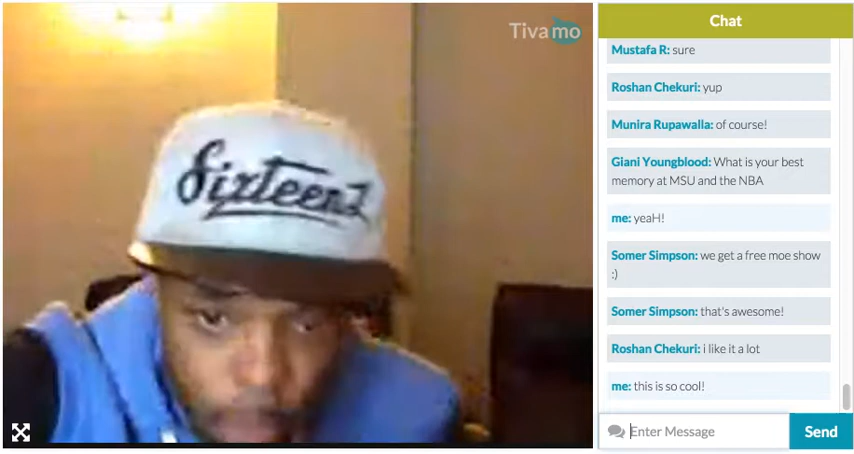 Tivamo
Sixteenz
Chat
Mustafa R: sure
Roshan Chekuri: yup
Munira Rupawalla: of course!
Giani Youngblood: What is your best
memory at MSU and the NBA
me: yeaH!
Somer Simpson: we get a free moe show
:)
Somer Simpson: that's awesome!
Roshan Chekuri: i like it a lot
me: this is so cool!
Enter Message
Send